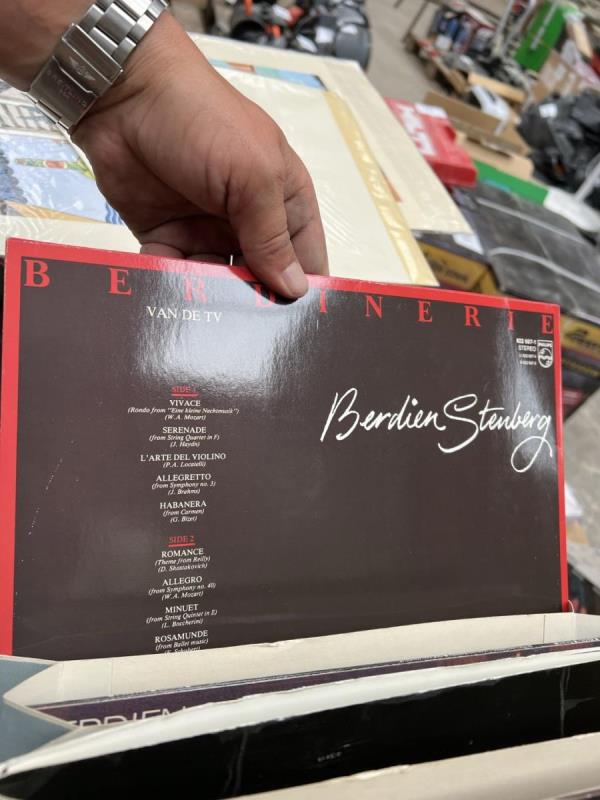 BERDINERIE
VAN DE TV
STEREO
PHILIPS
Berdien Stenberg
SIDE 1
VIVACE
(Rondo from "Eine kleine Nachtmusik")
(W.A. Mozart)
SERENADE
(from String Quartet in F)
(J. Haydn)
L'ARTE DEL VIOLINO
(P.A. Locatelli)
ALLEGRETTO
(from Symphony no. 3)
(J. Brahms)
HABANERA
(from Carmen)
(G. Bizet)
SIDE 2
ROMANCE
(Theme from Reilly)
(D. Shostakovich)
ALLEGRO
(from Symphony no. 40)
(W.A. Mozart)
MINUET
(from String Quintet in E)
(L. Boccherini)
ROSAMUNDE
(from Ballet music)